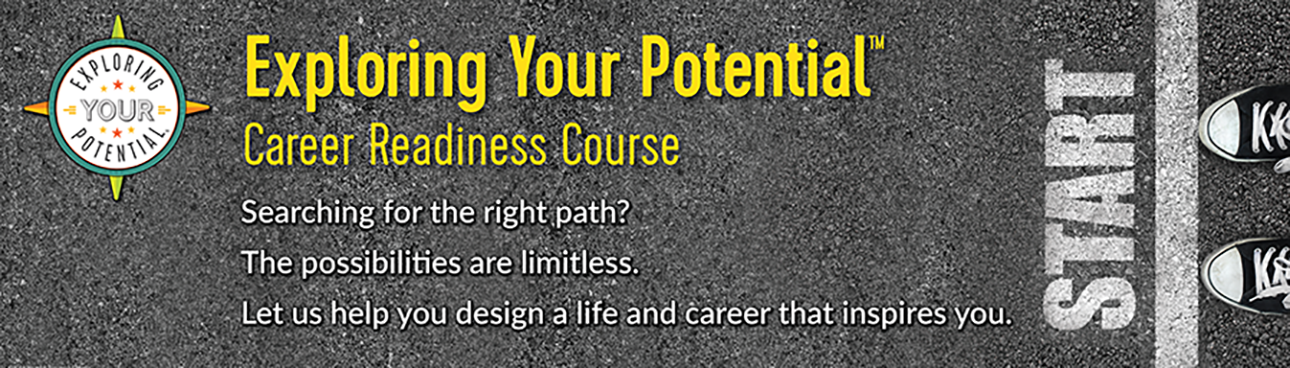 EXPLORING
YOUR
POTENTIAL
Exploring Your Potential™
Career Readiness Course
Searching for the right path?
The possibilities are limitless.
Let us help you design a life and career that inspires you.
START